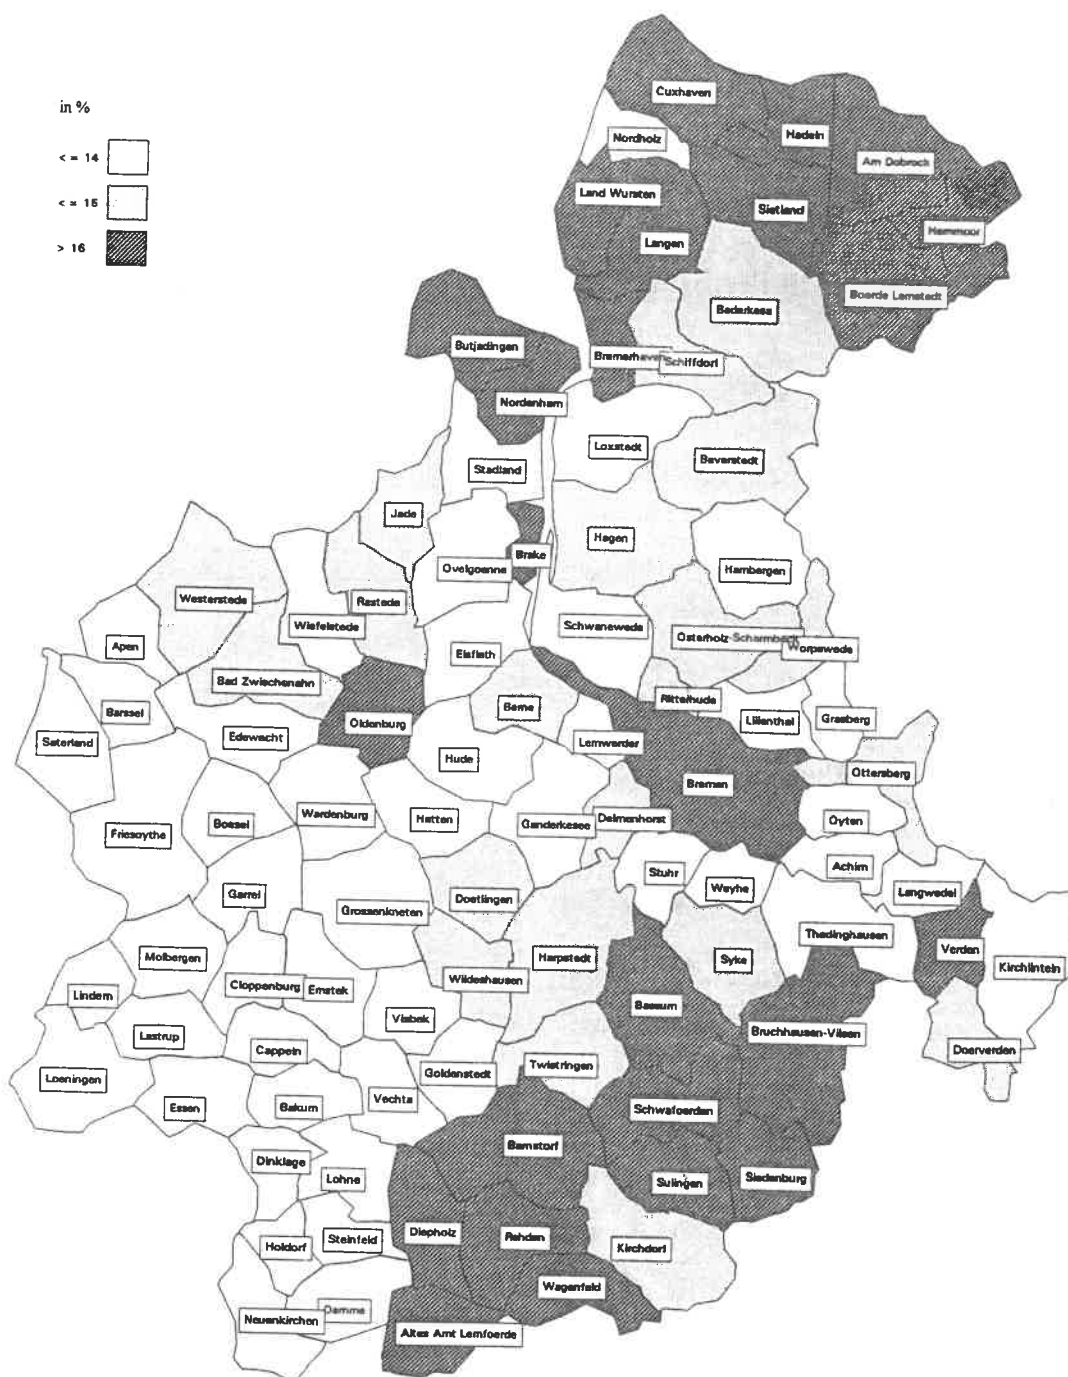 in %
Cuxhaven
Nordholz
Hadeln
< = 14
Am Dobrock
< = 15
Land Wursten
Sietland
Hemmoor
> 16
Langen
Boerde Lamstedt
Bederkesa
Butjadingen
Bremerhaven
Schiffdorf
Nordenham
Loxstedt
Beverstedt
Stadland
Jade
Hagen
Brake
Ovelgoenne
Hambergen
Westerstede
Rastede
Wiefelstede
Schwanewede
Osterholz Scharmbeck
Worpswede
Apen
Elsfleth
Bad Zwischenahn
Ritterhude
Barssel
Berne
Oldenburg
Lilienthal
Grasberg
Saterland
Edewecht
Lemwerder
Hude
Bremen
Ottersberg
Friesoythe
Boesel
Wardenburg
Hatten
Ganderkesee
Delmenhorst
Oyten
Garrel
Stuhr
Weyhe
Achim
Langwedel
Grossenkneten
Doetlingen
Thedinghausen
Verden
Molbergen
Harpstedt
Syke
Kirchlinteln
Lindern
Cloppenburg
Emstek
Wildeshausen
Bassum
Lastrup
Visbek
Bruchhausen-Vilsen
Cappeln
Doerverden
Loeningen
Goldenstedt
Twistringen
Essen
Bakum
Vechta
Schwafoerden
Barnstorf
Dinklage
Lohne
Sulingen
Siedenburg
Diepholz
Rehden
Holdorf
Steinfeld
Kirchdorf
Wagenfeld
Neuenkirchen
Damme
Altes Amt Lemfoerde